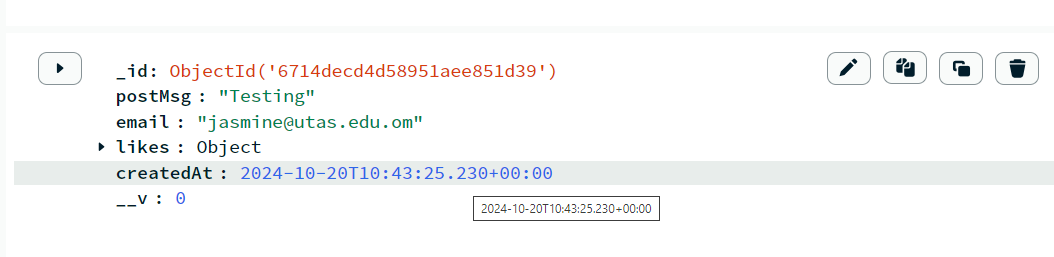 _id: ObjectId('6714decd4d58951aee851d39')
postMsg : "Testing"
email : "jasmine@utas.edu.om"
likes : Object
createdAt : 2024-10-20T10:43:25.230+00:00
__v : 0
2024-10-20T10:43:25.230+00:00